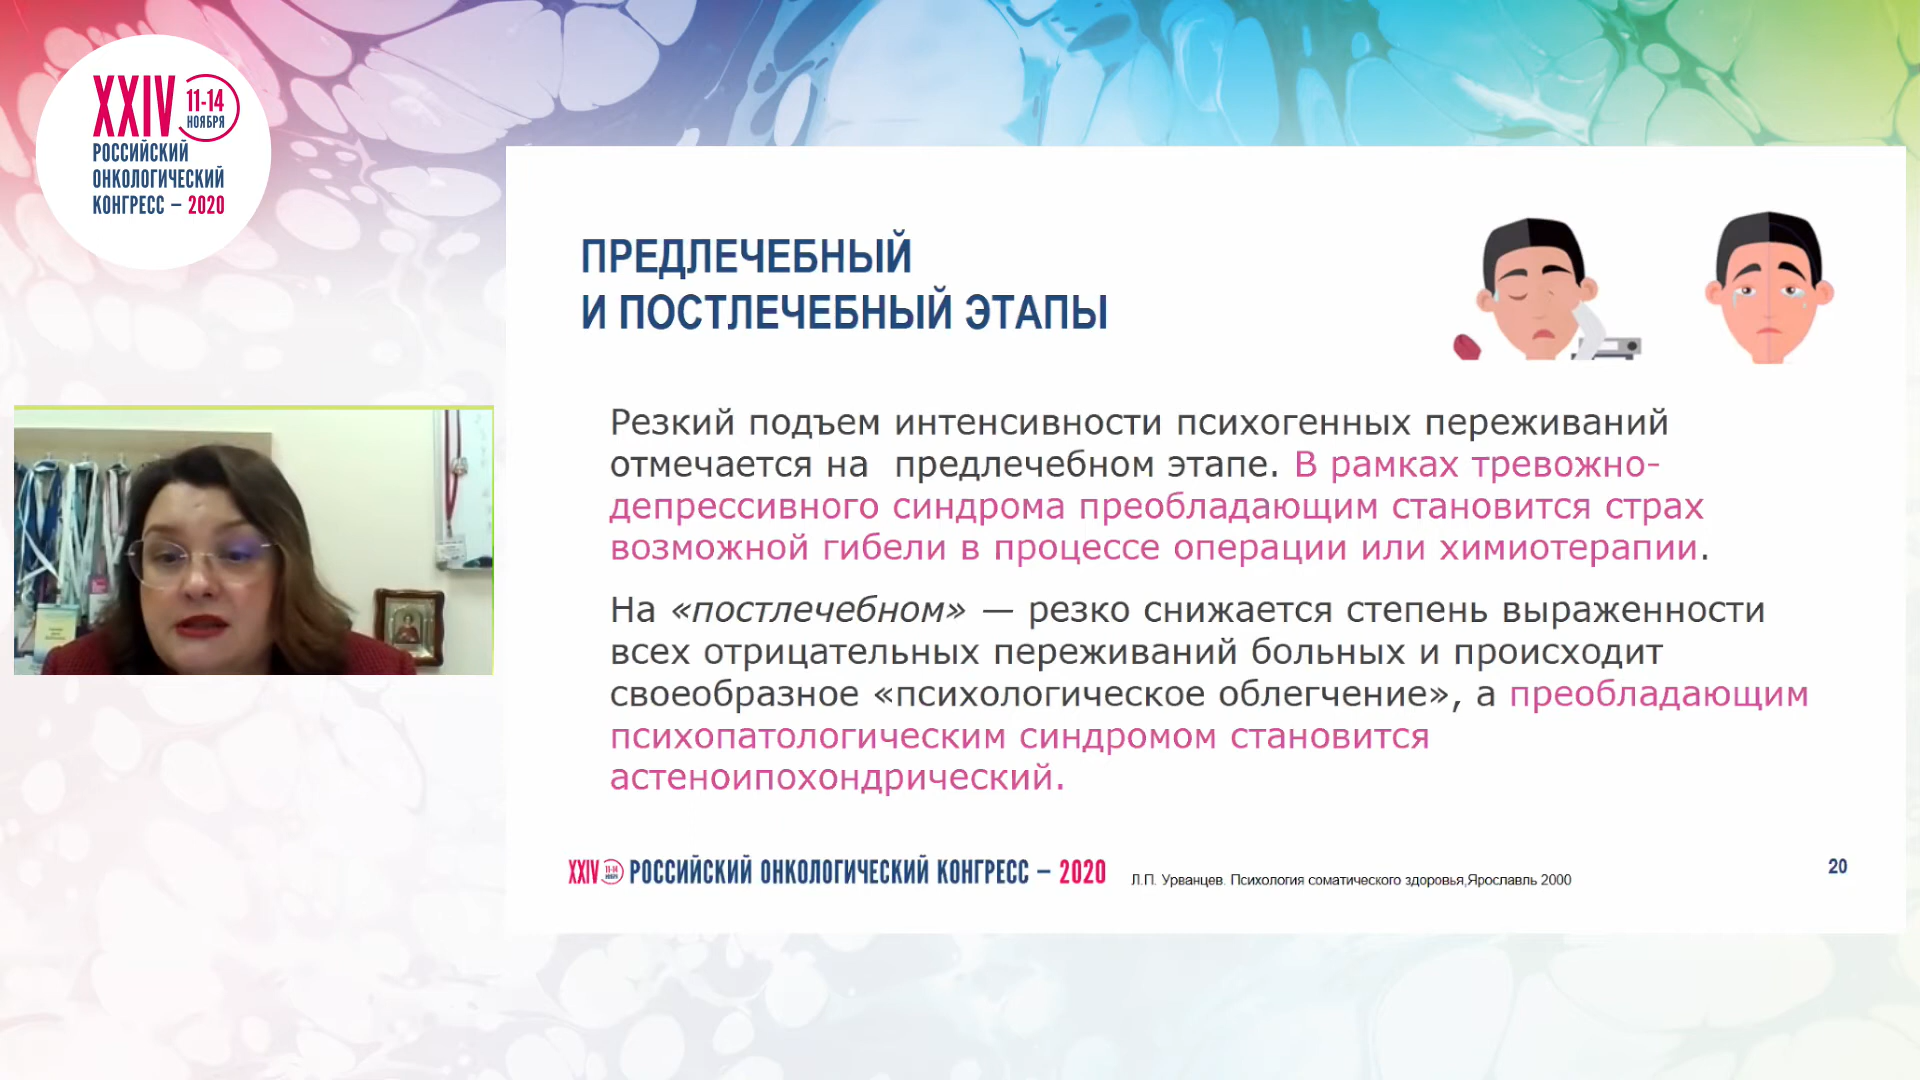 XXIV
11-14
НОЯБРЯ
РОССИЙСКИЙ
ОНКОЛОГИЧЕСКИЙ
КОНГРЕСС – 2020
ПРЕДЛЕЧЕБНЫЙ
И ПОСТЛЕЧЕБНЫЙ ЭТАПЫ
Резкий подъем интенсивности психогенных переживаний
отмечается на предлечебном этапе. В рамках тревожно-
депрессивного синдрома преобладающим становится страх
возможной гибели в процессе операции или химиотерапии.
На «постлечебном» — резко снижается степень выраженности
всех отрицательных переживаний больных и происходит
своеобразное «психологическое облегчение», а преобладающим
психопатологическим синдромом становится
астеноипохондрический.
XXIV 11-14 НОЯБРЯ РОССИЙСКИЙ ОНКОЛОГИЧЕСКИЙ КОНГРЕСС – 2020
Л.П. Урванцев. Психология соматического здоровья,Ярославль 2000
20